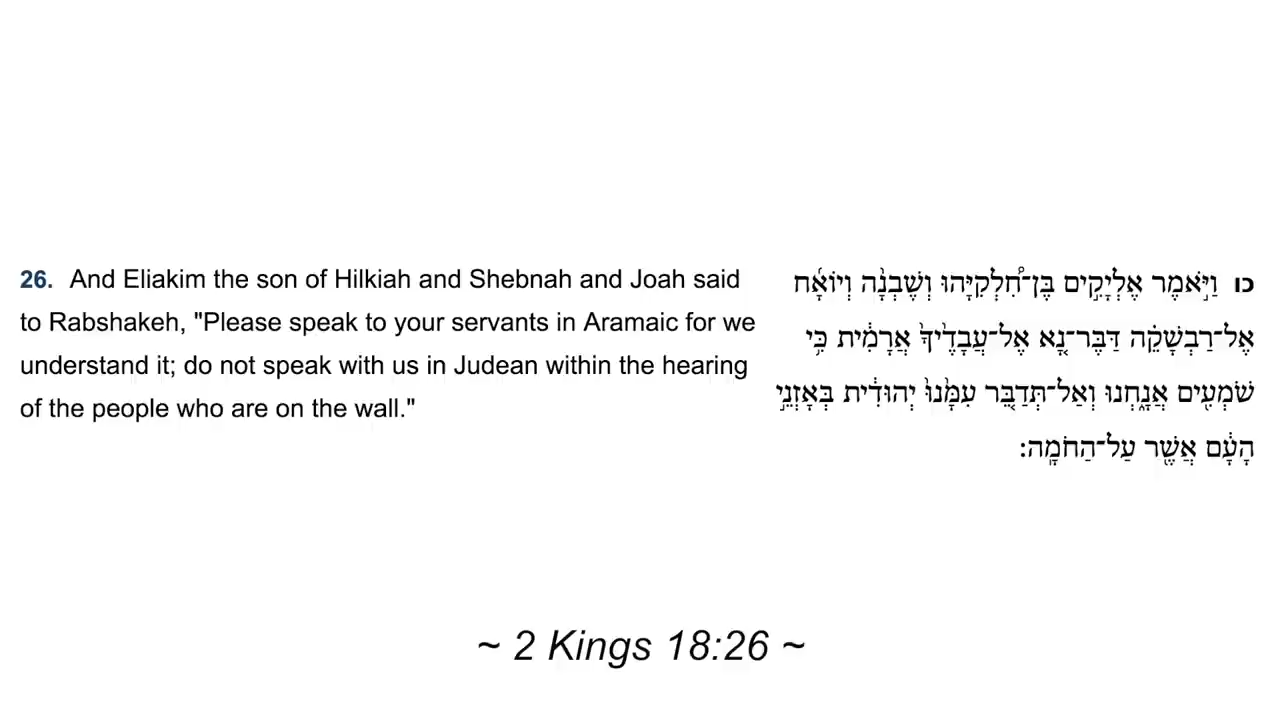 26. And Eliakim the son of Hilkiah and Shebnah and Joah said
to Rabshakeh, "Please speak to your servants in Aramaic for we
understand it; do not speak with us in Judean within the hearing
of the people who are on the wall."
כו וַיֹּ֣אמֶר אֶלְיָקִ֣ים בֶּן־חִ֠לְקִיָּהוּ וְשֶׁבְנָ֨ה וְיוֹאָ֜ח
אֶל־רַבְשָׁקֵ֗ה דַּבֶּר־נָ֤א אֶל־עֲבָדֶ֙יךָ֙ אֲרָמִ֔ית כִּ֥י
שֹׁמְעִ֖ים אֲנָ֑חְנוּ וְאַל־תְּדַבֵּ֤ר עִמָּ֙נוּ֙ יְהוּדִ֔ית בְּאָזְנֵ֣י
הָעָ֔ם אֲשֶׁ֖ר עַל־הַחֹמָֽה:
~ 2 Kings 18:26 ~